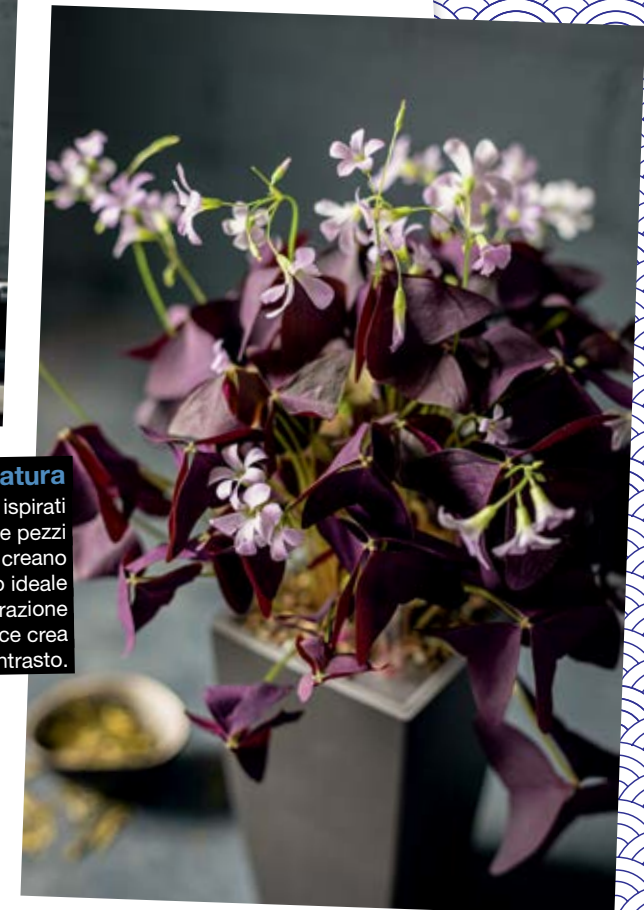 atura
ispirati
e pezzi
creano
o ideale
razione
ce crea
ntrasto.